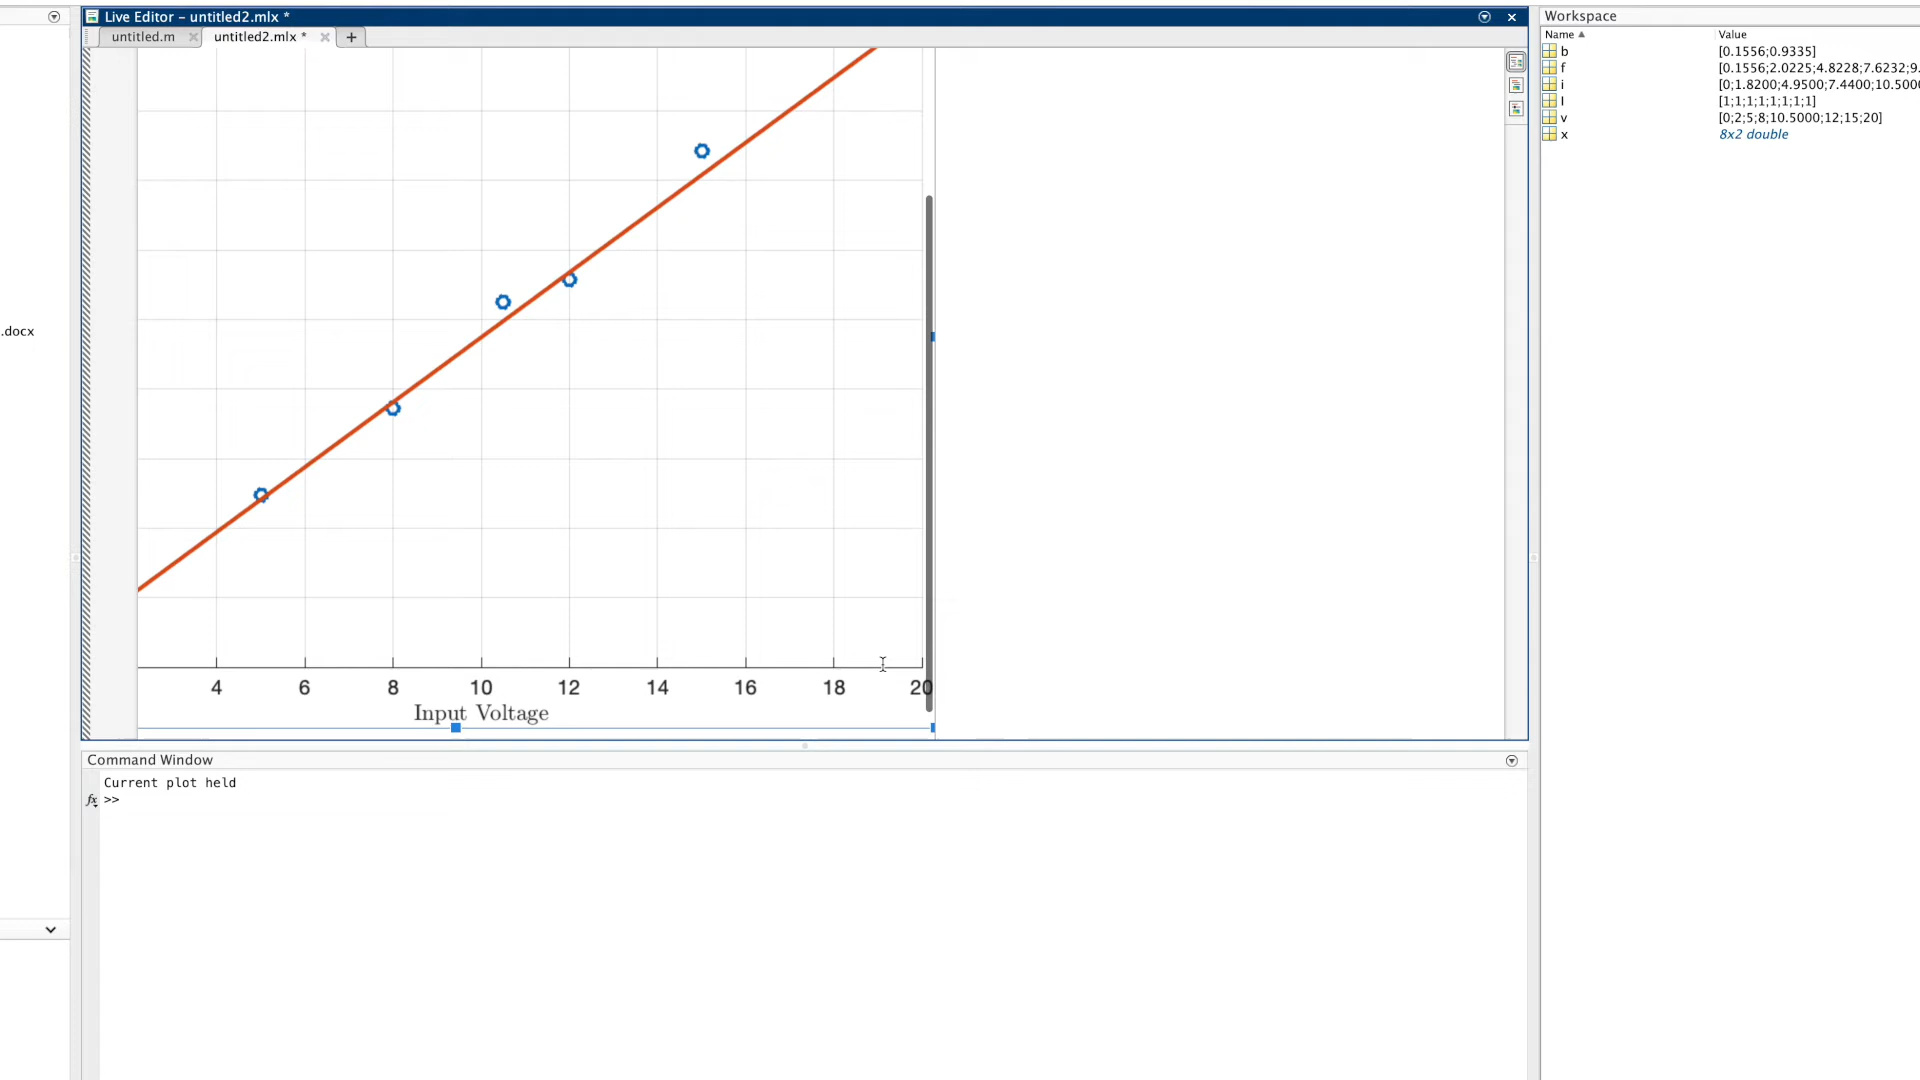 Live Editor – untitled2.mlx *
untitled.m
untitled2.mlx *
.docx
4 6 8 10 12 14 16 18 20
Input Voltage
Command Window
Current plot held
fx >>
Workspace
Name Value
b [0.1556;0.9335]
f [0.1556;2.0225;4.8228;7.6232;9.
i [0;1.8200;4.9500;7.4400;10.500
l [1;1;1;1;1;1;1;1]
v [0;2;5;8;10.5000;12;15;20]
x 8x2 double